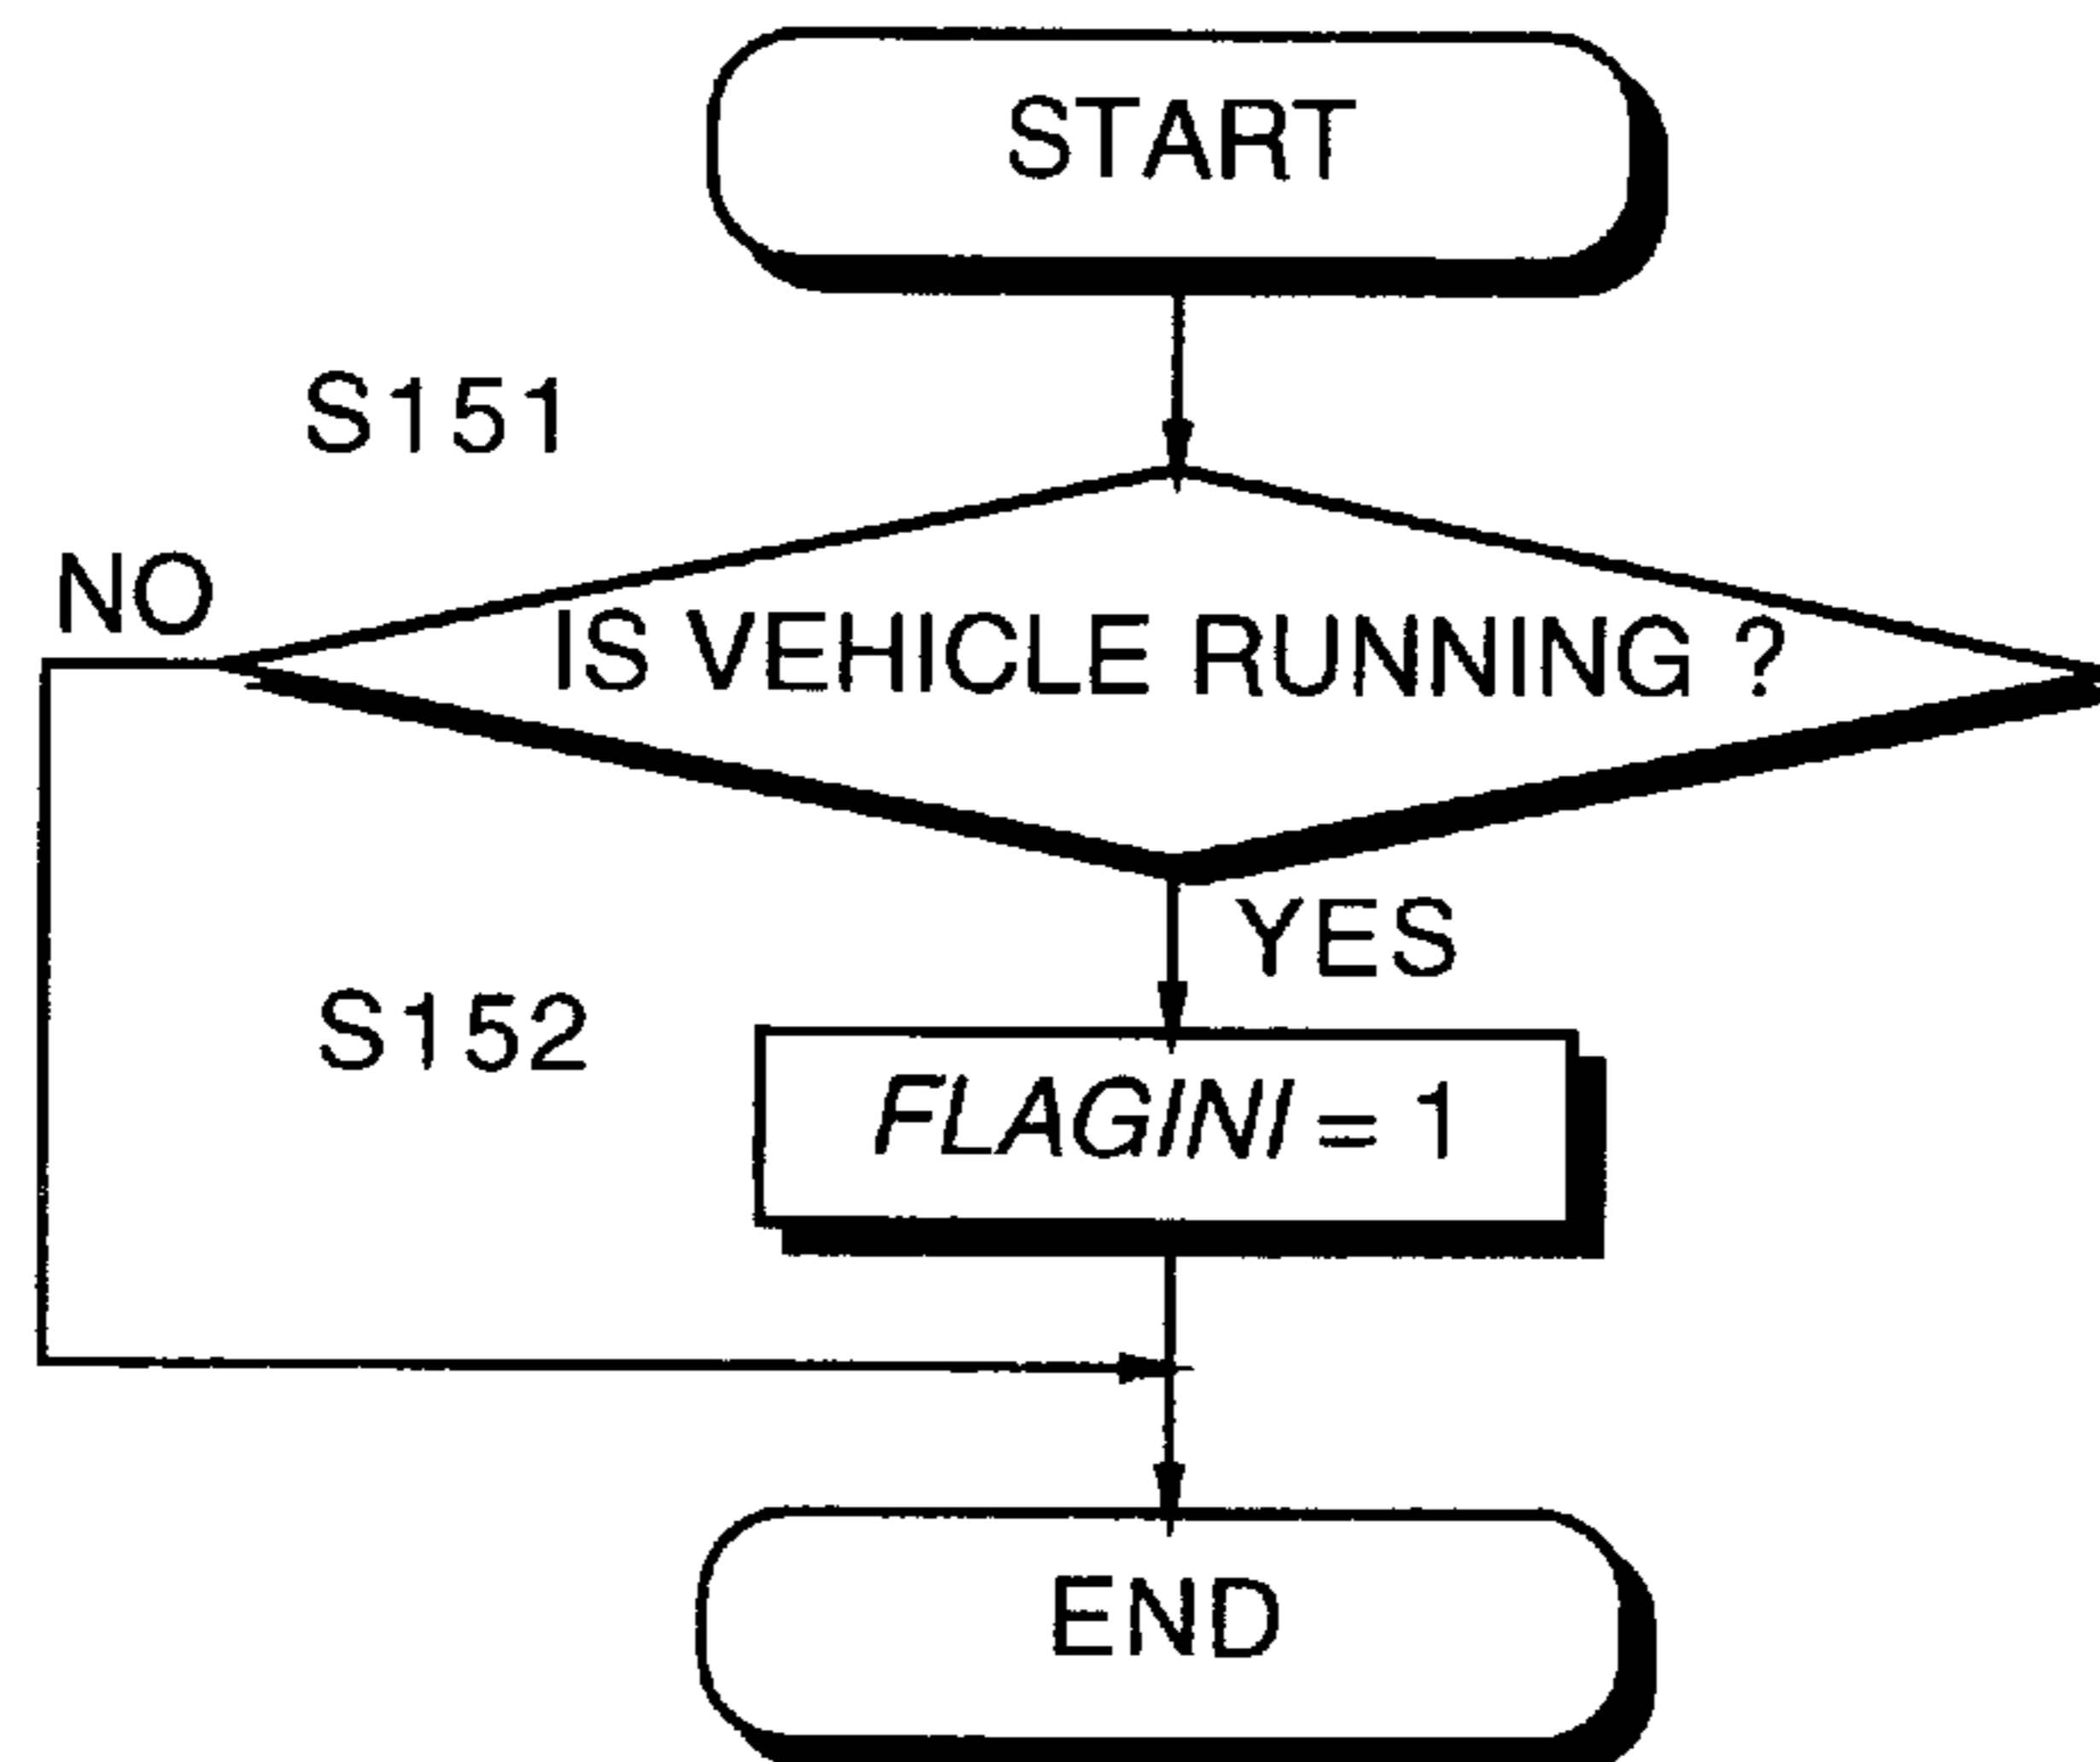 START
S151
NO
IS VEHICLE RUNNING ?
YES
S152
FLAGINI = 1
END